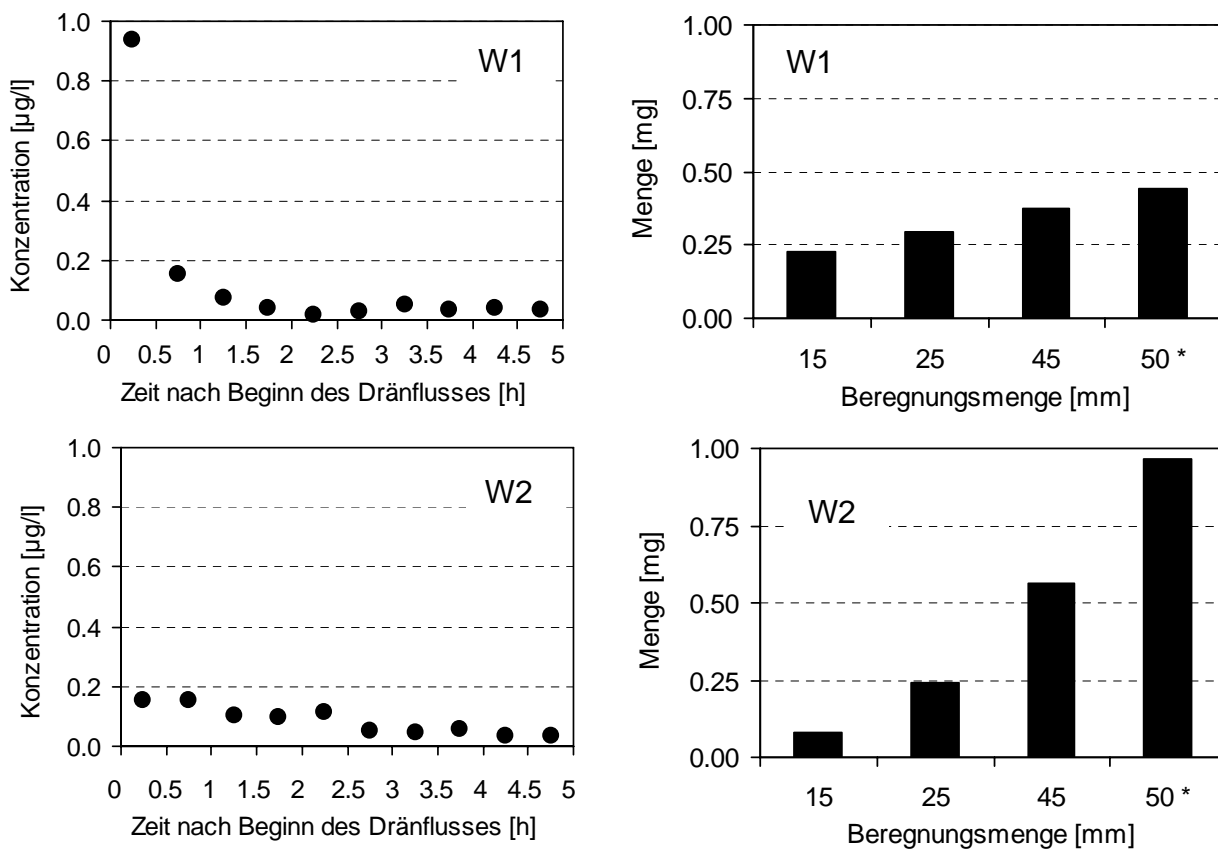 1.0
0.8
0.6
0.4
0.2
0.0
Konzentration [µg/l]
W1
0 0.5 1 1.5 2 2.5 3 3.5 4 4.5 5
Zeit nach Beginn des Dränflusses [h]
1.00
0.75
0.50
0.25
0.00
Menge [mg]
W1
15 25 45 50 *
Beregnungsmenge [mm]
1.0
0.8
0.6
0.4
0.2
0.0
Konzentration [µg/l]
W2
0 0.5 1 1.5 2 2.5 3 3.5 4 4.5 5
Zeit nach Beginn des Dränflusses [h]
1.00
0.75
0.50
0.25
0.00
Menge [mg]
W2
15 25 45 50 *
Beregnungsmenge [mm]